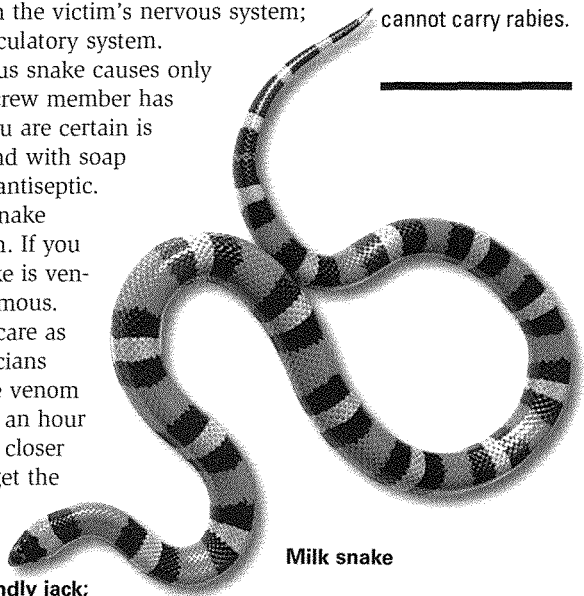 n the victim's nervous system;
culatory system.
us snake causes only
crew member has
u are certain is
nd with soap
antiseptic.
snake
n. If you
ke is ven-
mous.
care as
cians
e venom
an hour
closer
get the
ndly jack;
cannot carry rabies.
Milk snake